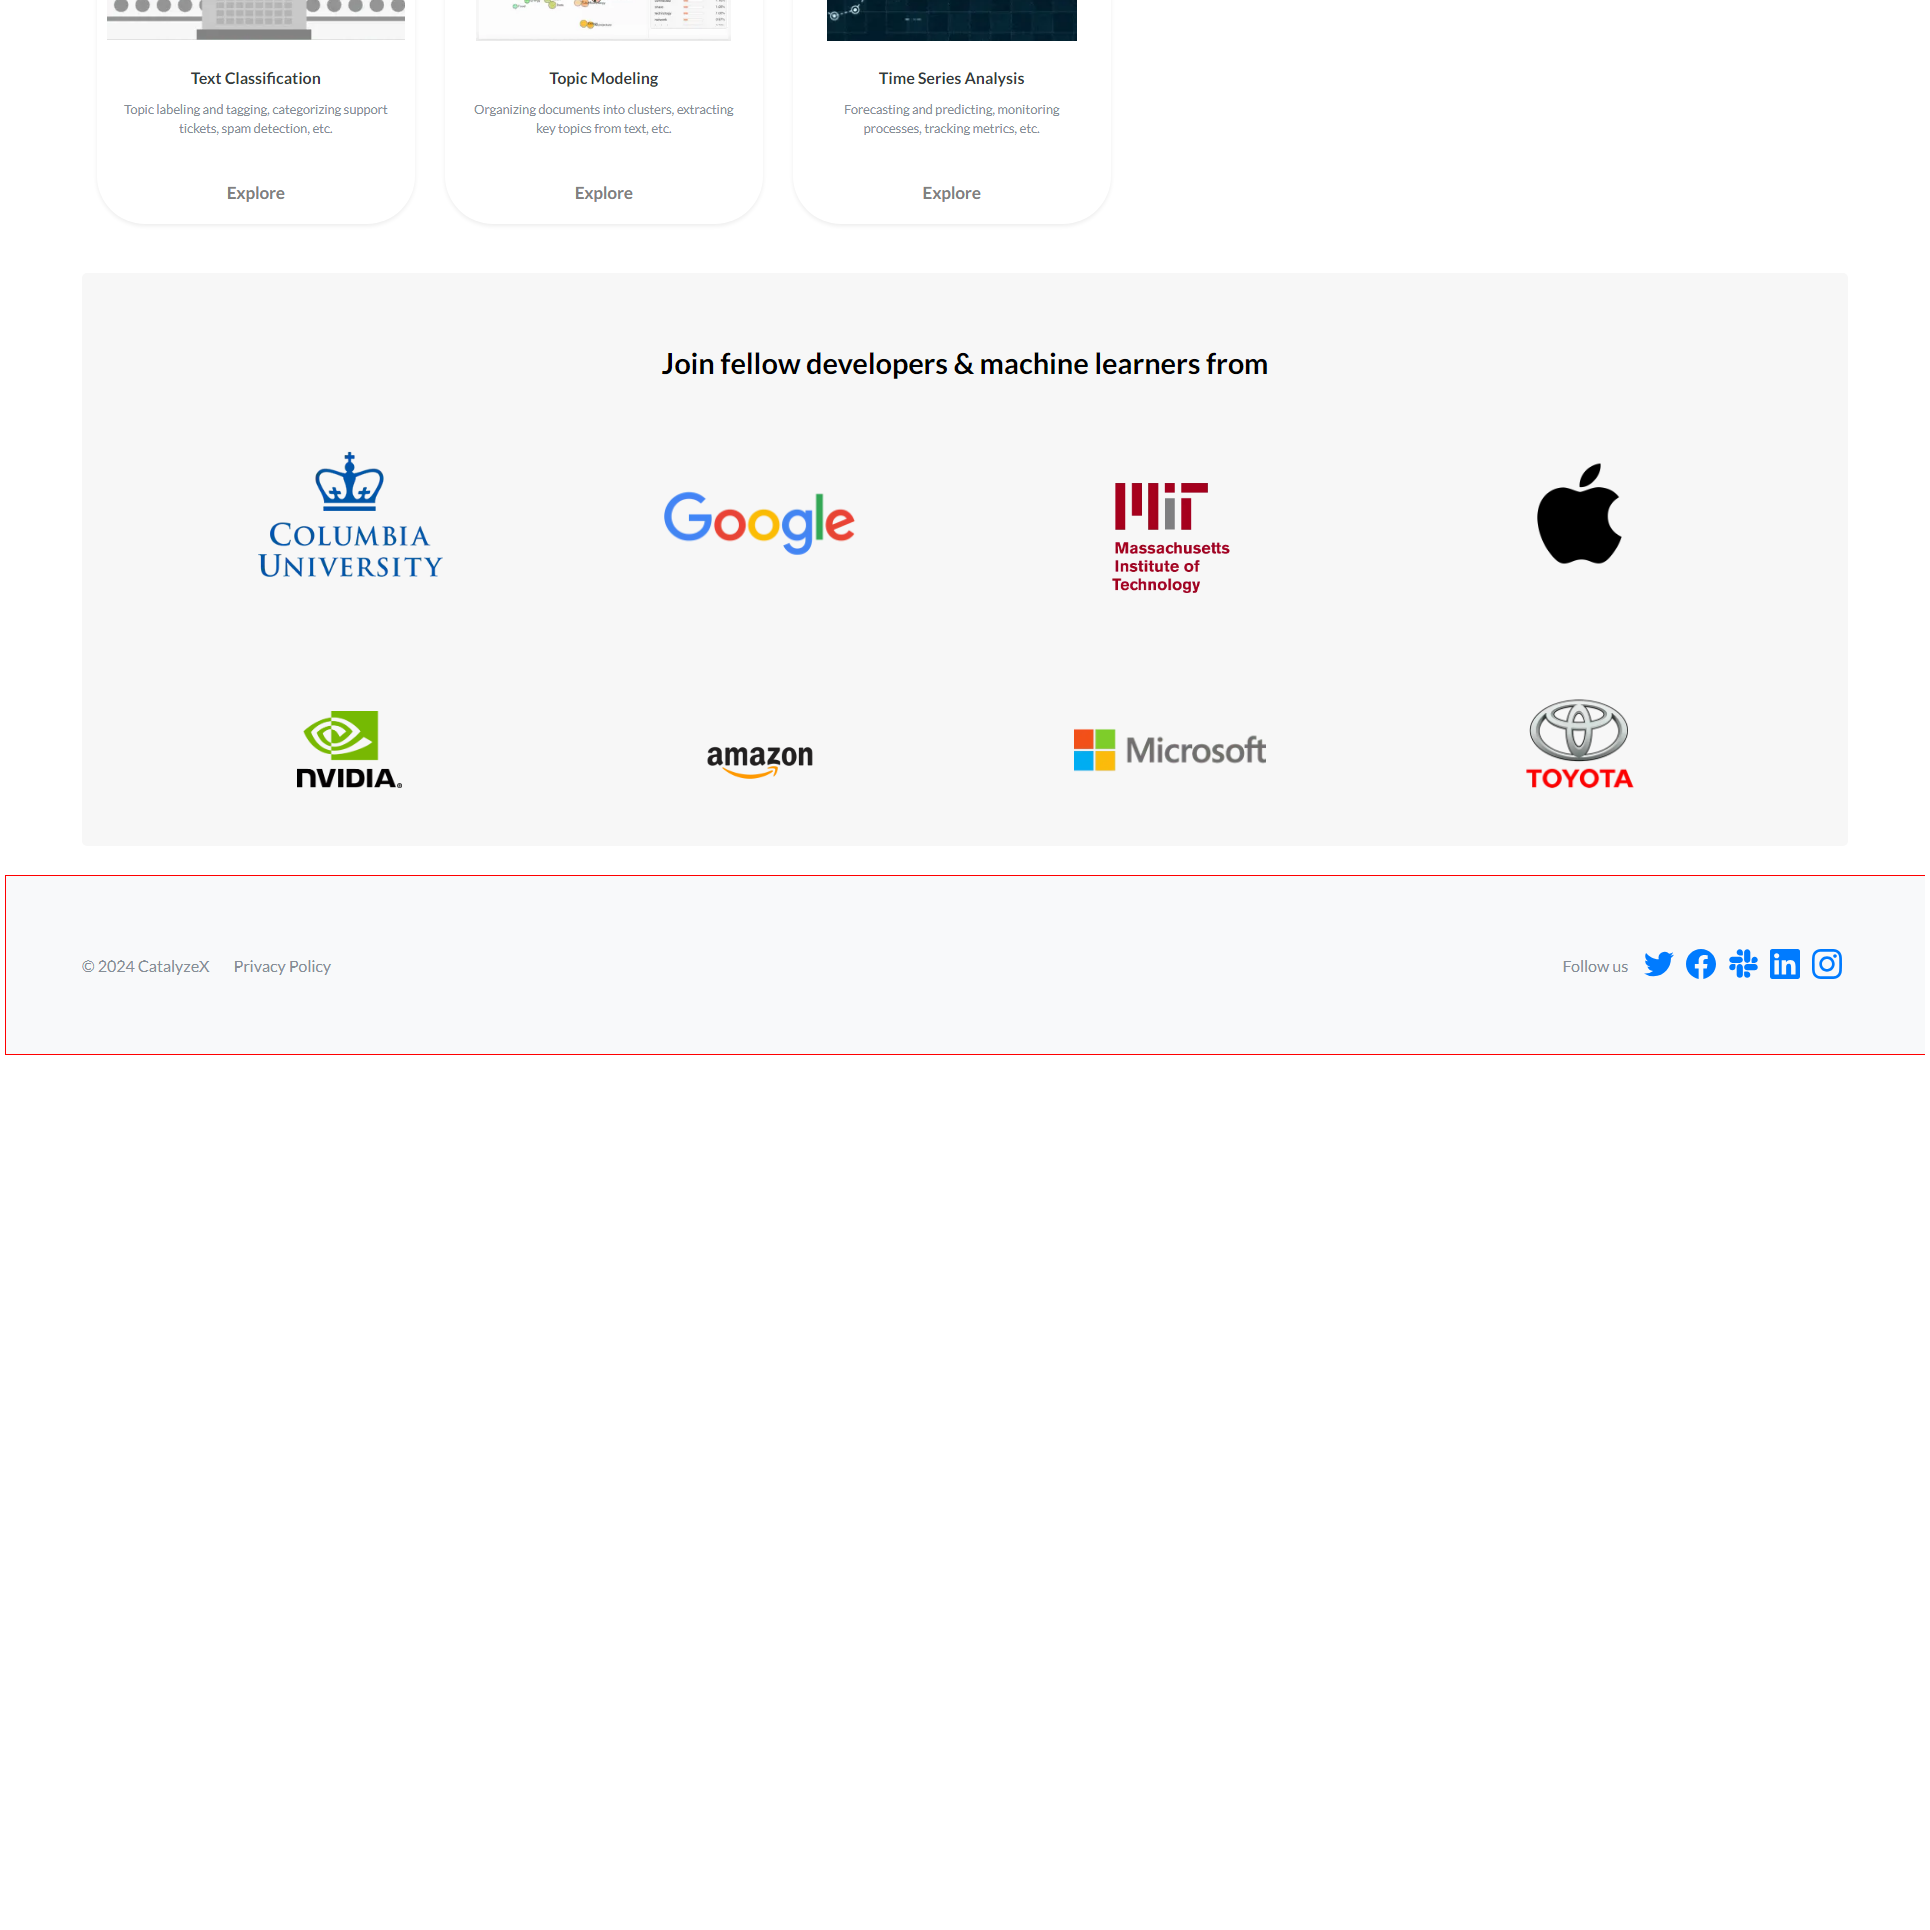 Text Classification
Topic labeling and tagging, categorizing support
tickets, spam detection, etc.
Explore
Topic Modeling
Organizing documents into clusters, extracting
key topics from text, etc.
Explore
Time Series Analysis
Forecasting and predicting, monitoring
processes, tracking metrics, etc.
Explore
Join fellow developers & machine learners from
COLUMBIA
UNIVERSITY
Google
MIT
Massachusetts
Institute of
Technology
NVIDIA®
amazon
Microsoft
TOYOTA
© 2024 CatalyzeX
Privacy Policy
Follow us